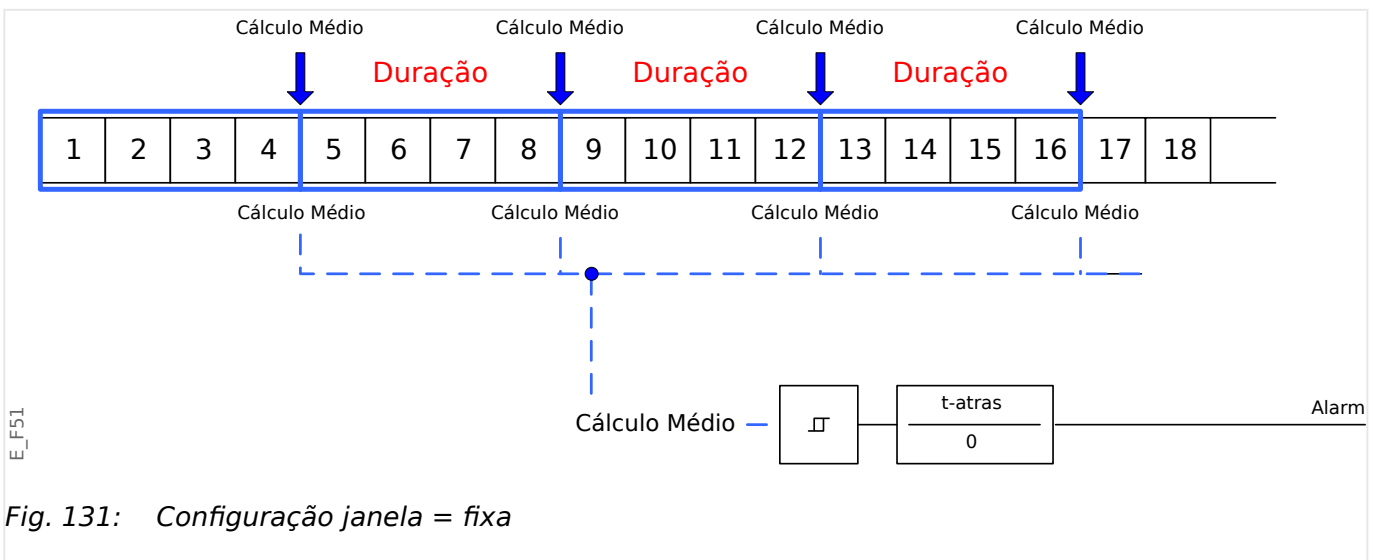 Cálculo Médio Cálculo Médio Cálculo Médio Cálculo Médio
Duração Duração Duração
1 2 3 4 5 6 7 8 9 10 11 12 13 14 15 16 17 18
Cálculo Médio Cálculo Médio Cálculo Médio Cálculo Médio
t-atras
Alarm
Cálculo Médio
0
E_F51
Fig. 131: Configuração janela = fixa